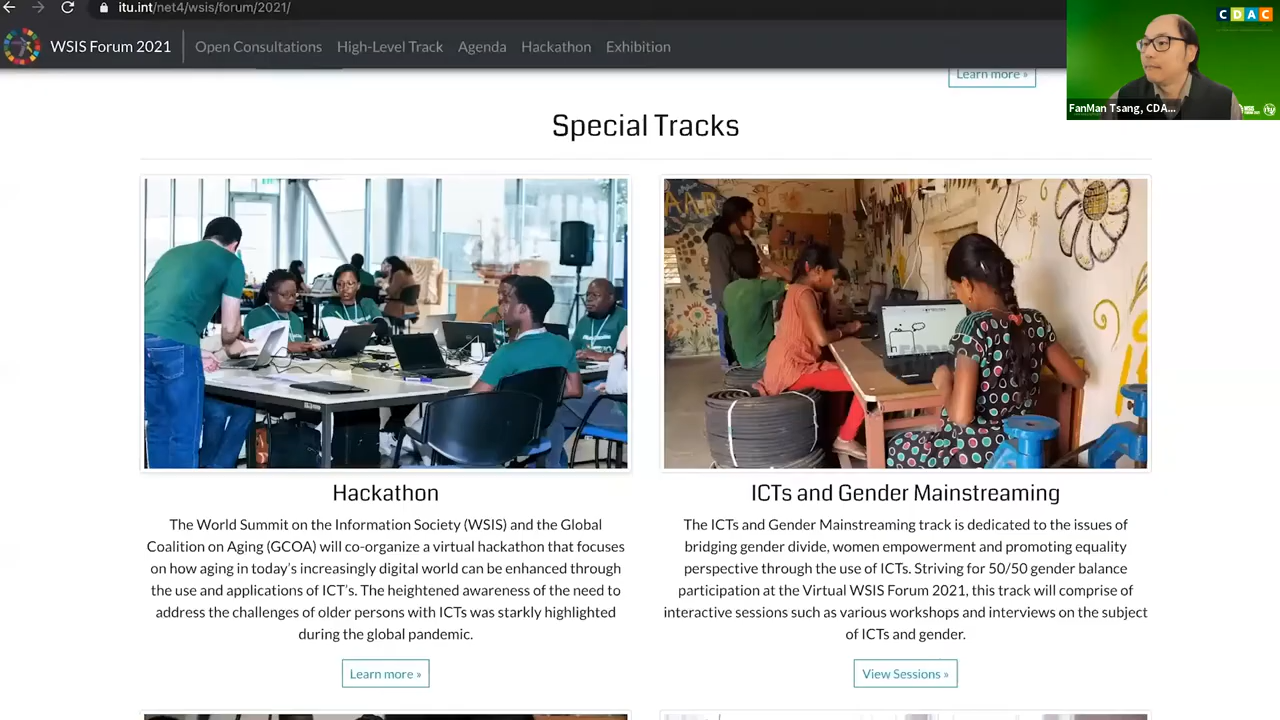 itu.int/net4/wsis/forum/2021/
WSIS Forum 2021 Open Consultations High-Level Track Agenda Hackathon Exhibition
CDAC
FanMan Tsang, CDA...
Learn more »
Special Tracks
Hackathon
The World Summit on the Information Society (WSIS) and the Global
Coalition on Aging (GCOA) will co-organize a virtual hackathon that focuses
on how aging in today's increasingly digital world can be enhanced through
the use and applications of ICT's. The heightened awareness of the need to
address the challenges of older persons with ICTs was starkly highlighted
during the global pandemic.
Learn more »
ICTs and Gender Mainstreaming
The ICTs and Gender Mainstreaming track is dedicated to the issues of
bridging gender divide, women empowerment and promoting equality
perspective through the use of ICTs. Striving for 50/50 gender balance
participation at the Virtual WSIS Forum 2021, this track will comprise of
interactive sessions such as various workshops and interviews on the subject
of ICTs and gender.
View Sessions »